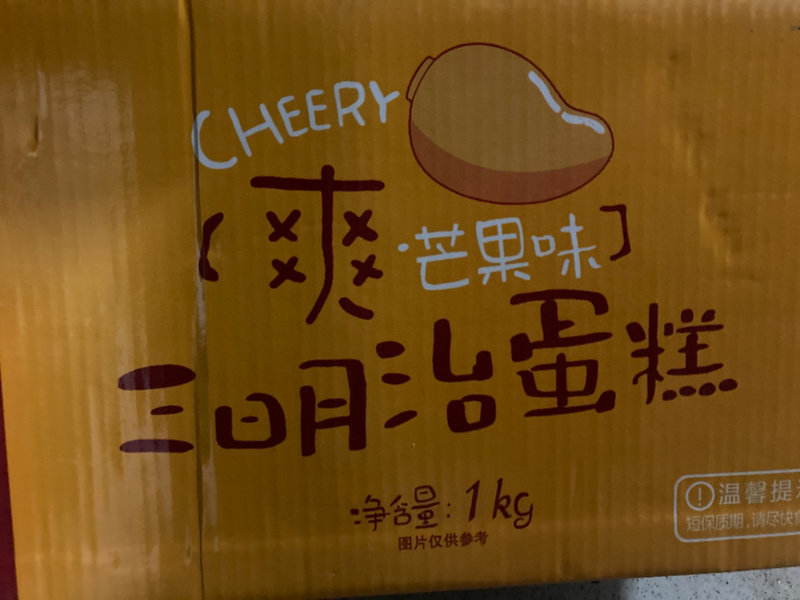 CHEERY
〔爽·芒果味〕
三明治蛋糕
净含量:1kg
图片仅供参考
温馨提示
短保质期,请尽快